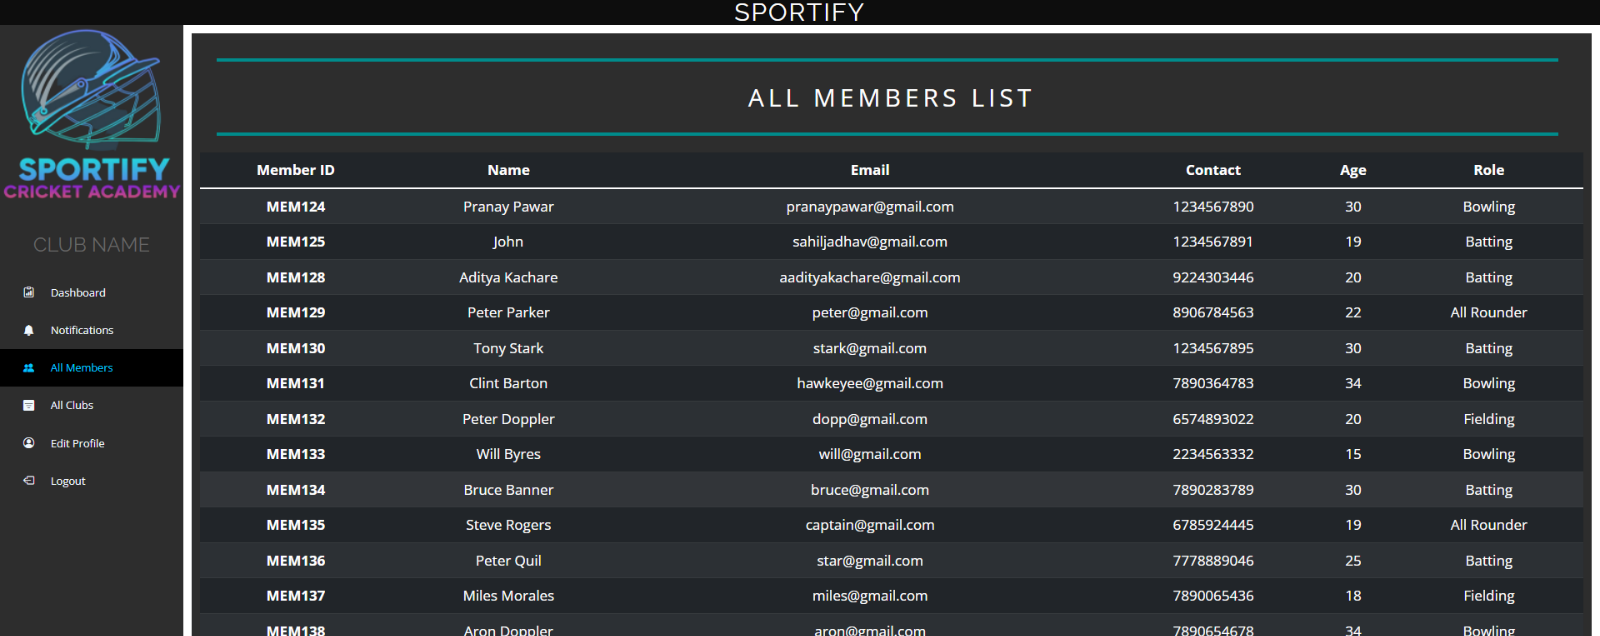 SPORTIFY
SPORTIFY
CRICKET ACADEMY
CLUB NAME
Dashboard
Notifications
All Members
All Clubs
Edit Profile
Logout
ALL MEMBERS LIST
Member ID Name Email Contact Age Role
MEM124 Pranay Pawar pranaypawar@gmail.com 1234567890 30 Bowling
MEM125 John sahiljadhav@gmail.com 1234567891 19 Batting
MEM128 Aditya Kachare aadityakachare@gmail.com 9224303446 20 Batting
MEM129 Peter Parker peter@gmail.com 8906784563 22 All Rounder
MEM130 Tony Stark stark@gmail.com 1234567895 30 Batting
MEM131 Clint Barton hawkeyee@gmail.com 7890364783 34 Bowling
MEM132 Peter Doppler dopp@gmail.com 6574893022 20 Fielding
MEM133 Will Byres will@gmail.com 2234563332 15 Bowling
MEM134 Bruce Banner bruce@gmail.com 7890283789 30 Batting
MEM135 Steve Rogers captain@gmail.com 6785924445 19 All Rounder
MEM136 Peter Quil star@gmail.com 7778889046 25 Batting
MEM137 Miles Morales miles@gmail.com 7890065436 18 Fielding
MEM138 Aron Doppler aron@gmail.com 7890654678 34 Bowling